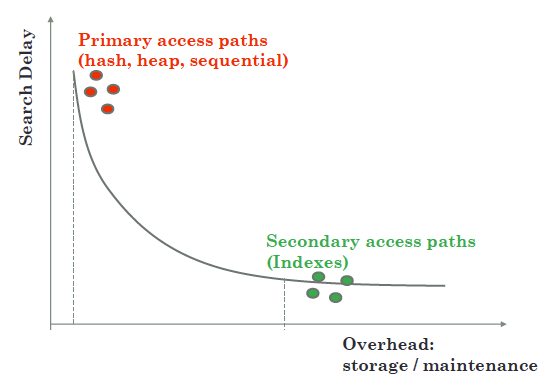 Search Delay
Primary access paths
(hash, heap, sequential)
Secondary access paths
(Indexes)
Overhead:
storage / maintenance